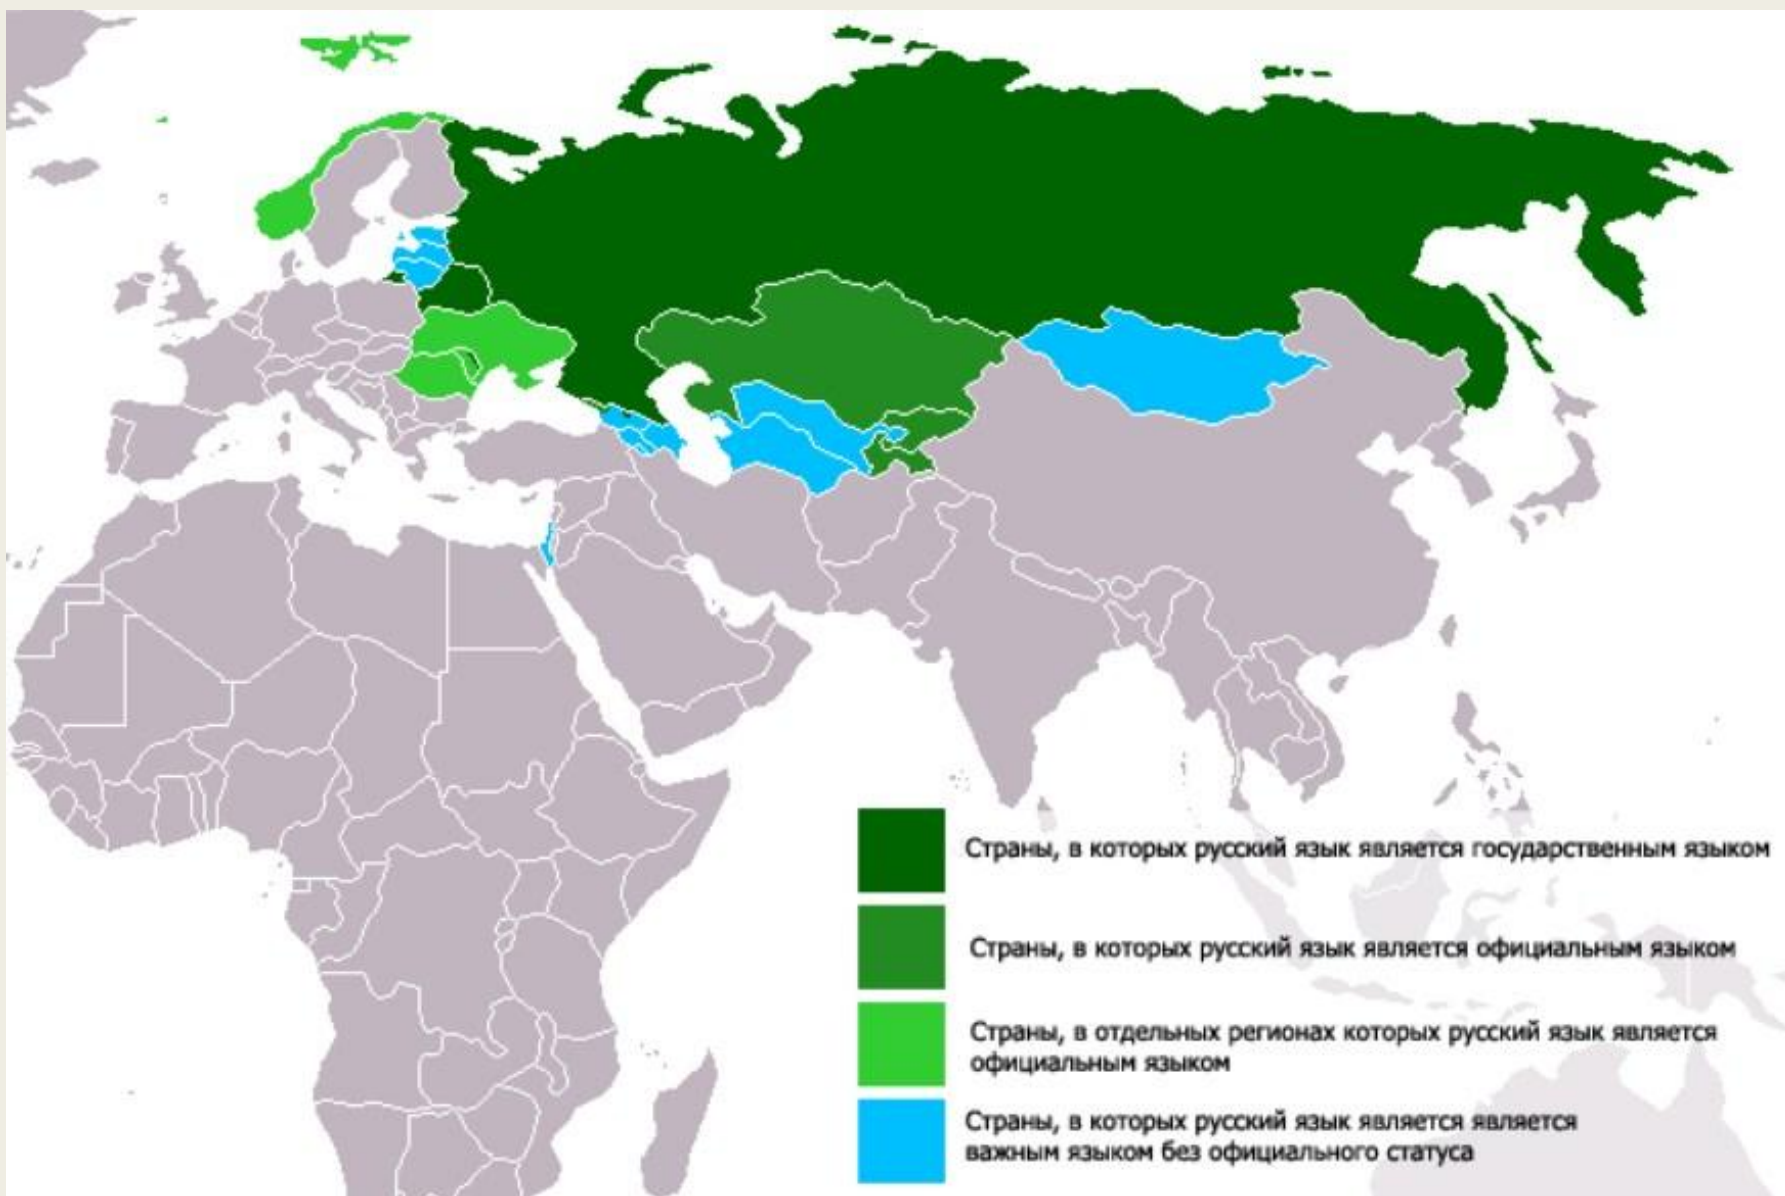 Страны, в которых русский язык является государственным языком
Страны, в которых русский язык является официальным языком
Страны, в отдельных регионах которых русский язык является
официальным языком
Страны, в которых русский язык является является
важным языком без официального статуса